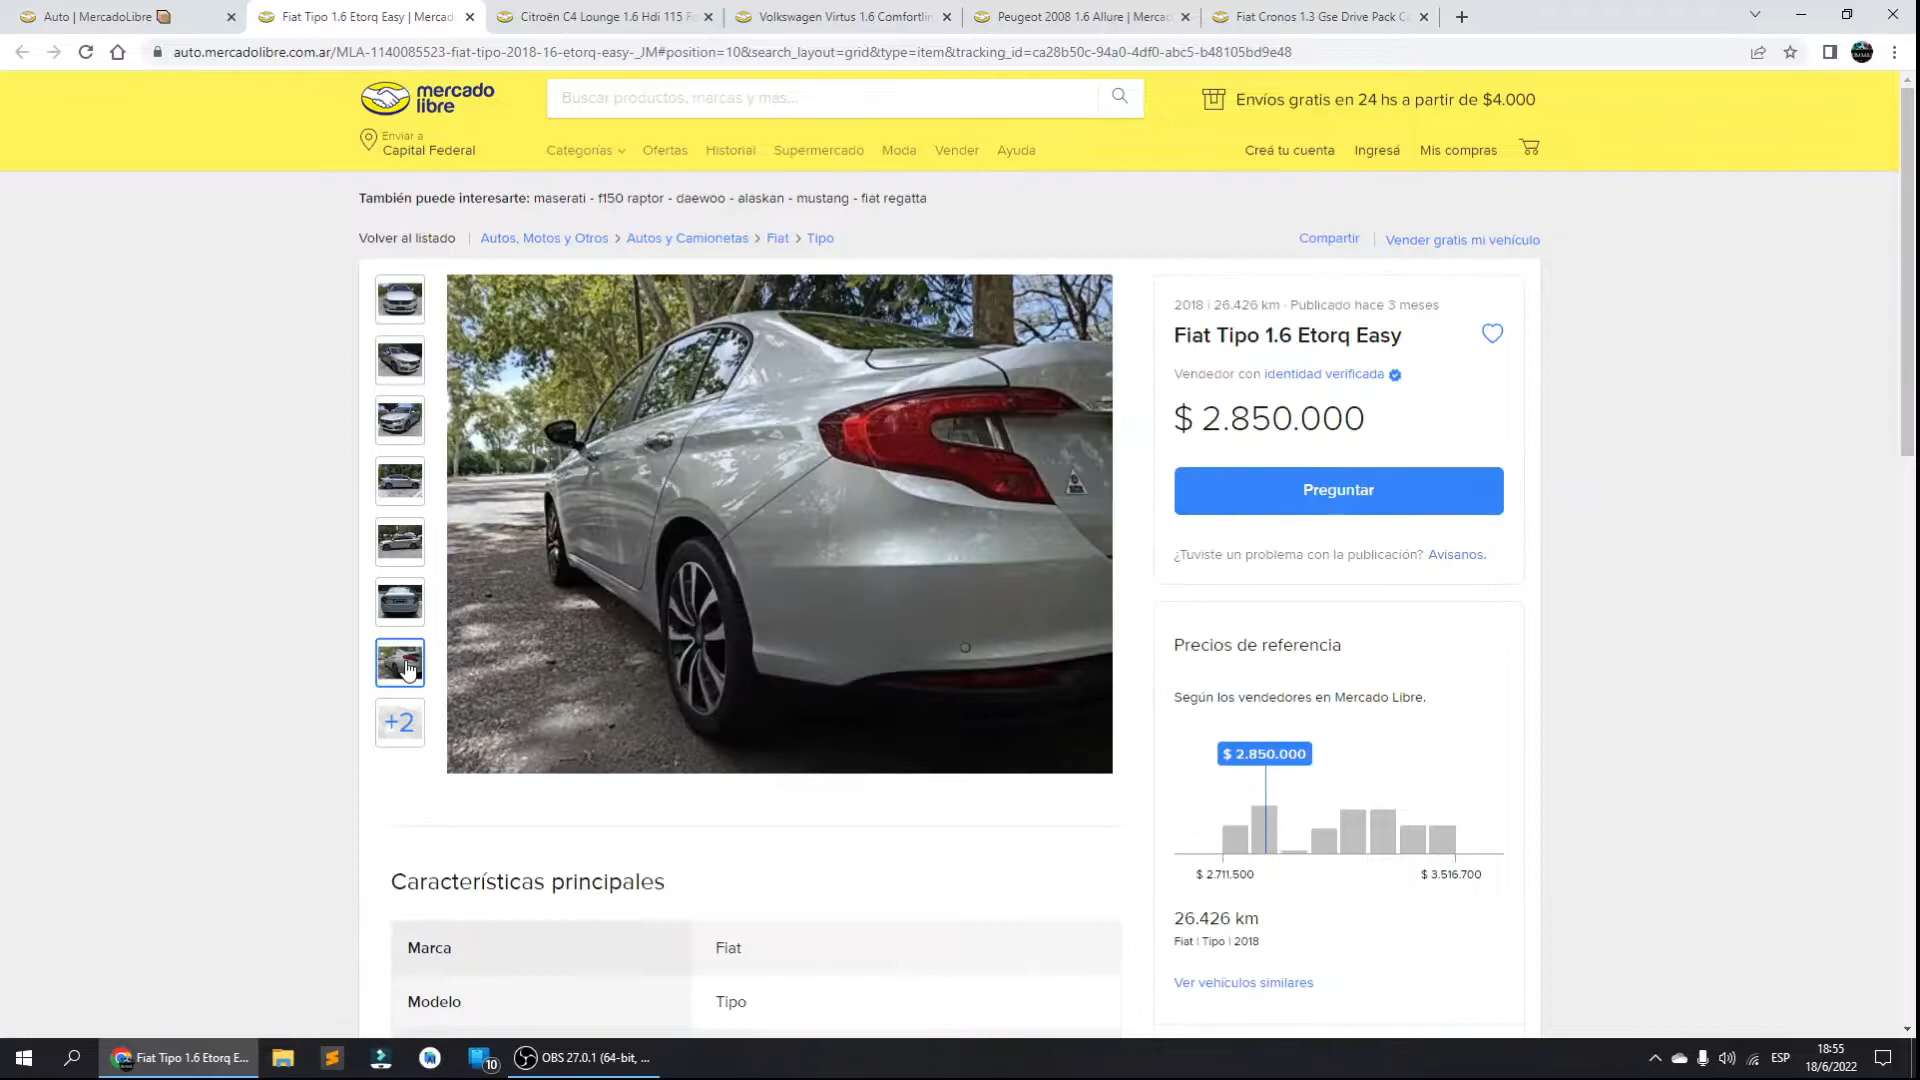 Auto | MercadoLibre
Fiat Tipo 1.6 Etorq Easy | Mercad
Citroën C4 Lounge 1.6 Hdi 115 Fe
Volkswagen Virtus 1.6 Comfortlin
Peugeot 2008 1.6 Allure | Mercad
Fiat Cronos 1.3 Gse Drive Pack C
auto.mercadolibre.com.ar/MLA-1140085523-fiat-tipo-2018-16-etorq-easy-_JM#position=10&search_layout=grid&type=item&tracking_id=ca28b50c-94a0-4df0-abc5-b48105bd9e48
mercado
libre
Buscar productos, marcas y más...
Envíos gratis en 24 hs a partir de $4.000
Enviar a
Capital Federal
Categorías
Ofertas
Historial
Supermercado
Moda
Vender
Ayuda
Creá tu cuenta
Ingresá
Mis compras
También puede interesarte: maserati - f150 raptor - daewoo - alaskan - mustang - fiat regatta
Volver al listado | Autos, Motos y Otros > Autos y Camionetas > Fiat > Tipo
Compartir | Vender gratis mi vehículo
2018 | 26.426 km · Publicado hace 3 meses
Fiat Tipo 1.6 Etorq Easy
Vendedor con identidad verificada
$ 2.850.000
Preguntar
¿Tuviste un problema con la publicación? Avisanos.
+2
Precios de referencia
Según los vendedores en Mercado Libre.
$ 2.850.000
$ 2.711.500
$ 3.516.700
26.426 km
Fiat | Tipo | 2018
Ver vehículos similares
Características principales
Marca
Fiat
Modelo
Tipo
Fiat Tipo 1.6 Etorq E...
10
OBS 27.0.1 (64-bit, ...
ESP
18:55
18/6/2022